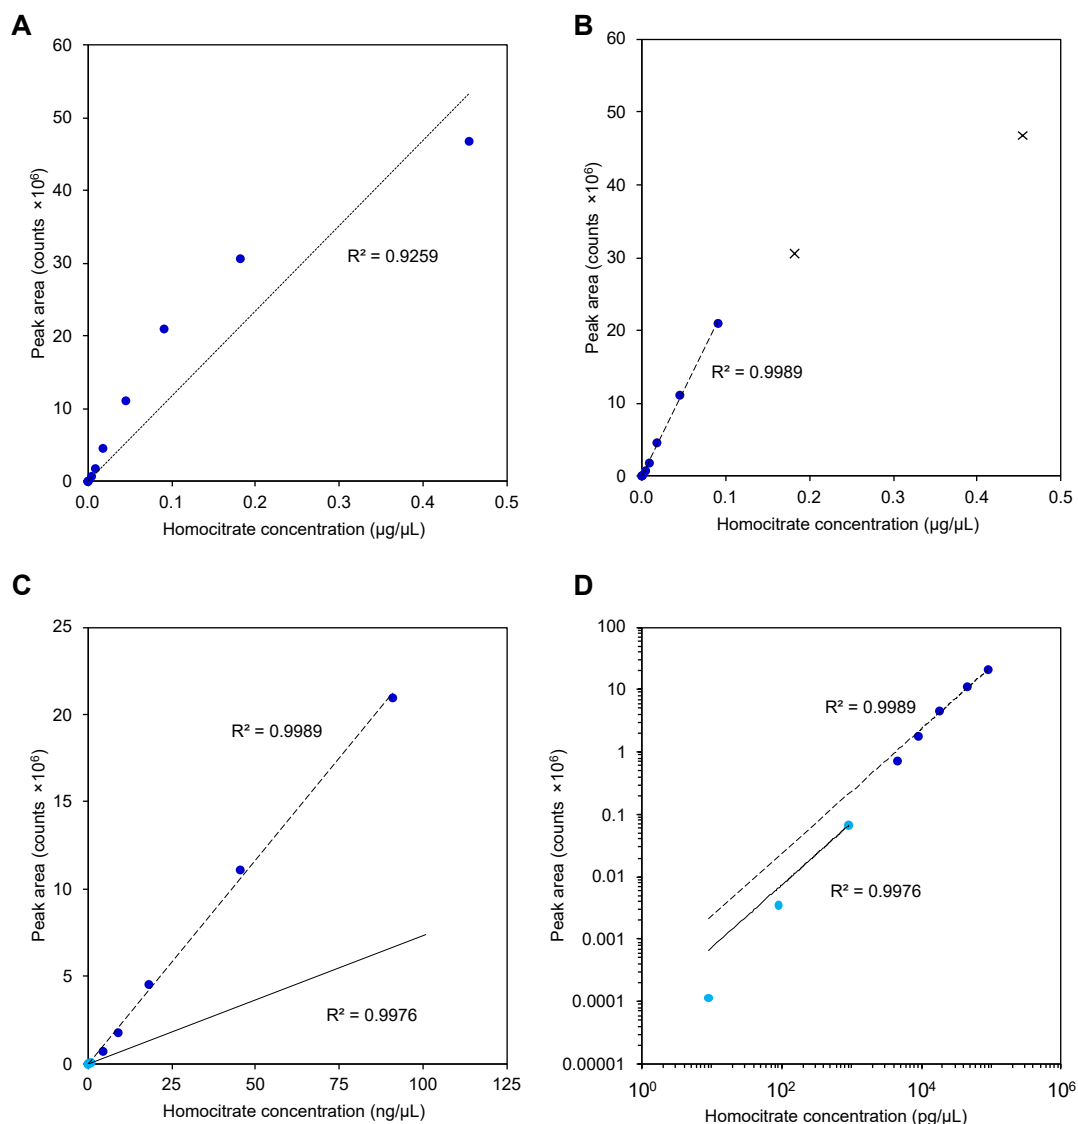 A
60
50
40
30
20
10
0
Peak area (counts ×10⁶)
R² = 0.9259
0.0 0.1 0.2 0.3 0.4 0.5
Homocitrate concentration (µg/µL)
B
60
50
40
30
20
10
0
Peak area (counts ×10⁶)
R² = 0.9989
0.0 0.1 0.2 0.3 0.4 0.5
Homocitrate concentration (µg/µL)
C
25
20
15
10
5
0
Peak area (counts ×10⁶)
R² = 0.9989
R² = 0.9976
0 25 50 75 100 125
Homocitrate concentration (ng/µL)
D
100
10
1
0.1
0.01
0.001
0.0001
0.00001
Peak area (counts ×10⁶)
R² = 0.9989
R² = 0.9976
10⁰ 10² 10⁴ 10⁶
Homocitrate concentration (pg/µL)